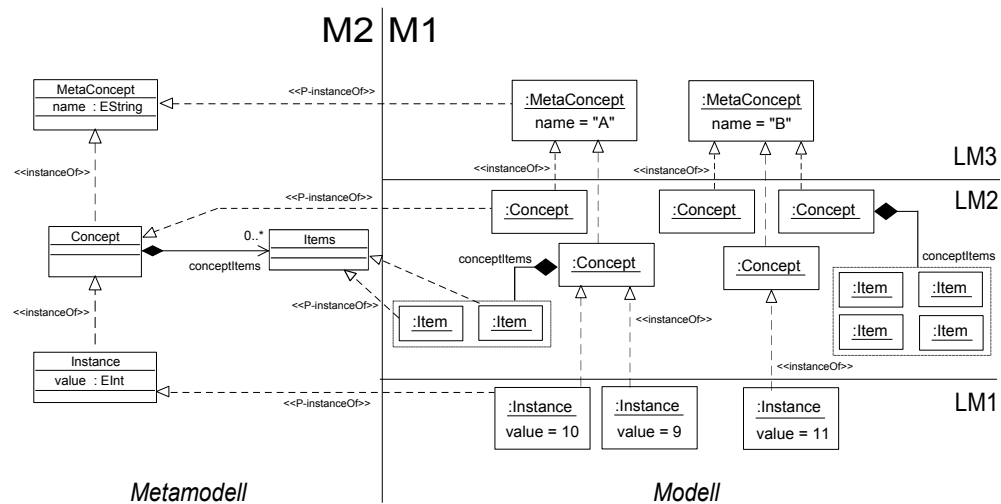 M2
M1
MetaConcept
name : EString
<<P-instanceOf>>
:MetaConcept
name = "A"
:MetaConcept
name = "B"
<<instanceOf>>
<<instanceOf>>
<<instanceOf>>
LM3
<<P-instanceOf>>
:Concept
:Concept
:Concept
LM2
Concept
0..*
conceptItems
Items
conceptItems
:Concept
:Concept
conceptItems
<<P-instanceOf>>
:Item
:Item
:Item
:Item
:Item
:Item
<<instanceOf>>
<<instanceOf>>
<<instanceOf>>
Instance
value : EInt
<<P-instanceOf>>
:Instance
value = 10
:Instance
value = 9
:Instance
value = 11
LM1
Metamodell
Modell